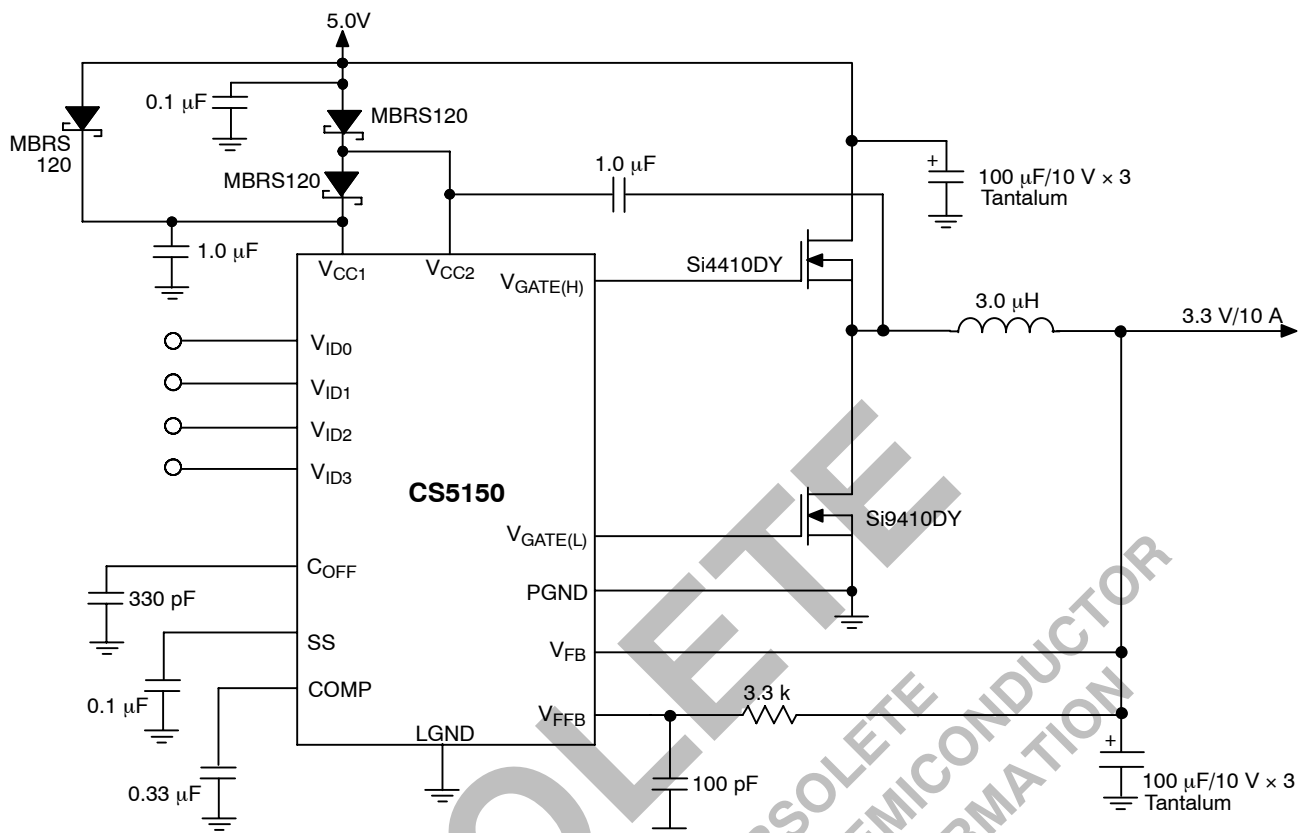 5.0V
0.1 μF
MBRS120
MBRS
120
MBRS120
1.0 μF
1.0 μF
+
100 μF/10 V × 3
Tantalum
VCC1
VCC2
VGATE(H)
Si4410DY
3.0 μH
3.3 V/10 A
VID0
VID1
VID2
VID3
CS5150
VGATE(L)
Si9410DY
COFF
330 pF
PGND
SS
0.1 μF
VFB
COMP
0.33 μF
LGND
VFFB
3.3 k
100 pF
+
100 μF/10 V × 3
Tantalum